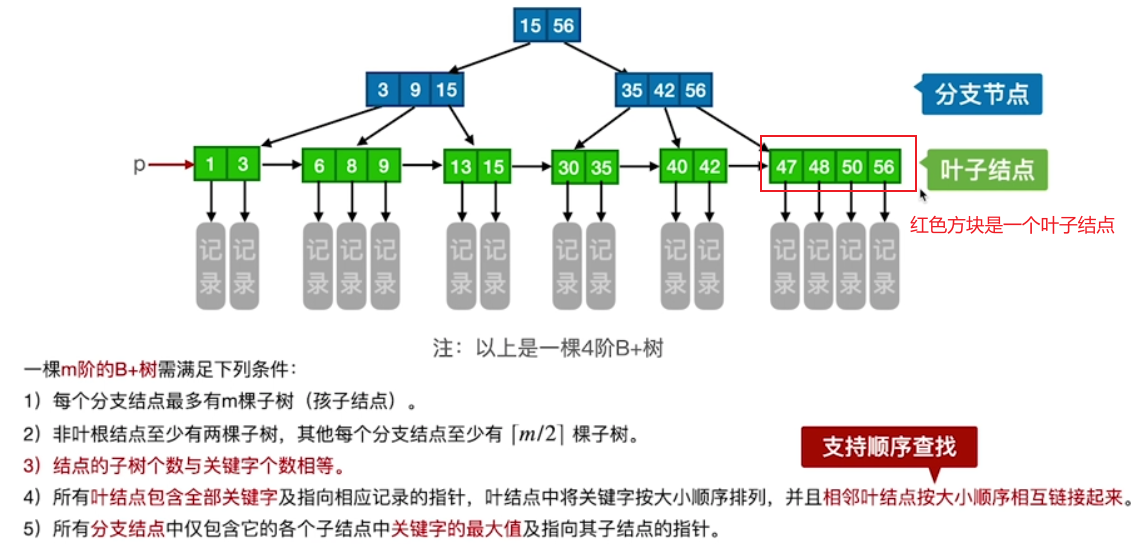 15 56
3 9 15
35 42 56
分支节点
p
1 3
6 8 9
13 15
30 35
40 42
47 48 50 56
叶子结点
红色方块是一个叶子结点
记录 记录 记录 记录 记录 记录 记录 记录 记录 记录 记录 记录 记录 记录 记录
注：以上是一棵4阶B+树
一棵m阶的B+树需满足下列条件：
1）每个分支结点最多有m棵子树（孩子结点）。
2）非叶根结点至少有两棵子树，其他每个分支结点至少有 ⌈m/2⌉ 棵子树。
支持顺序查找
3）结点的子树个数与关键字个数相等。
4）所有叶结点包含全部关键字及指向相应记录的指针，叶结点中将关键字按大小顺序排列，并且相邻叶结点按大小顺序相互链接起来。
5）所有分支结点中仅包含它的各个子结点中关键字的最大值及指向其子结点的指针。